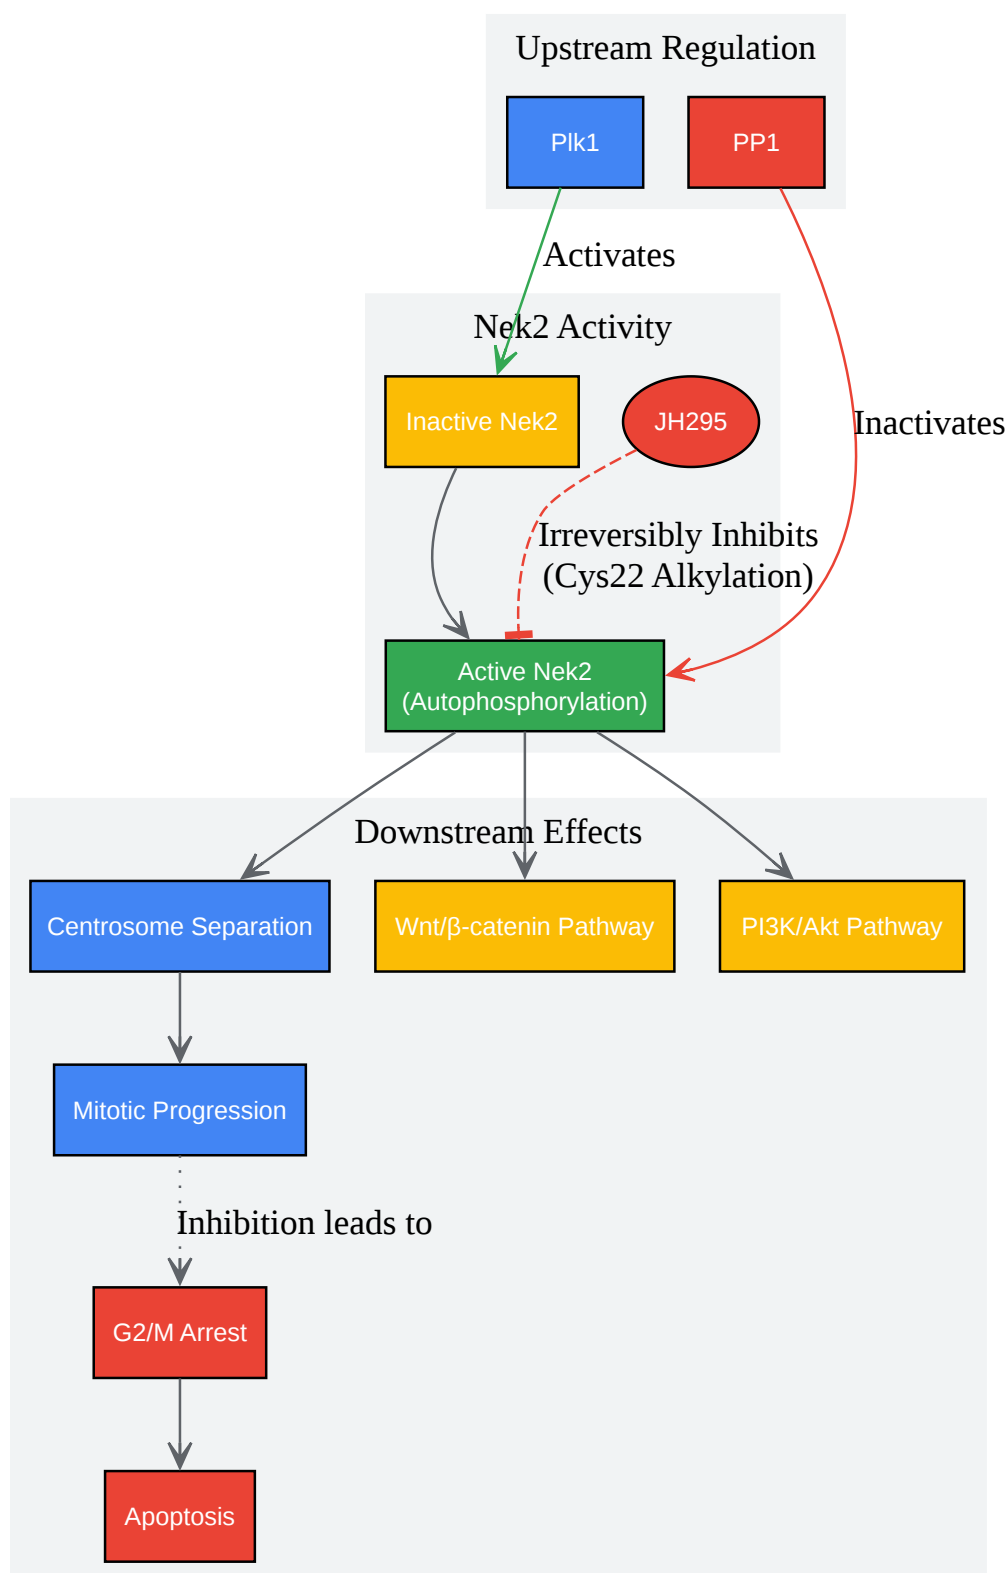 Upstream Regulation
Plk1
PP1
Activates
Nek2 Activity
Inactive Nek2
JH295
Inactivates
Irreversibly Inhibits
(Cys22 Alkylation)
Active Nek2
(Autophosphorylation)
Downstream Effects
Centrosome Separation
Wnt/β-catenin Pathway
PI3K/Akt Pathway
Mitotic Progression
Inhibition leads to
G2/M Arrest
Apoptosis